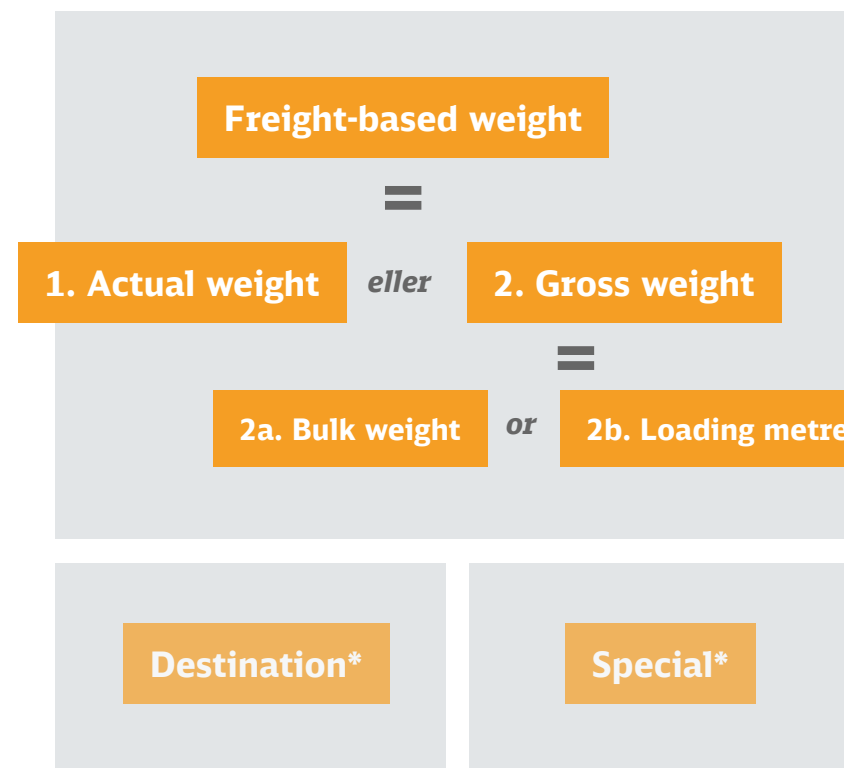 Freight-based weight
=
1. Actual weight eller 2. Gross weight
=
2a. Bulk weight or 2b. Loading metre
Destination* Special*